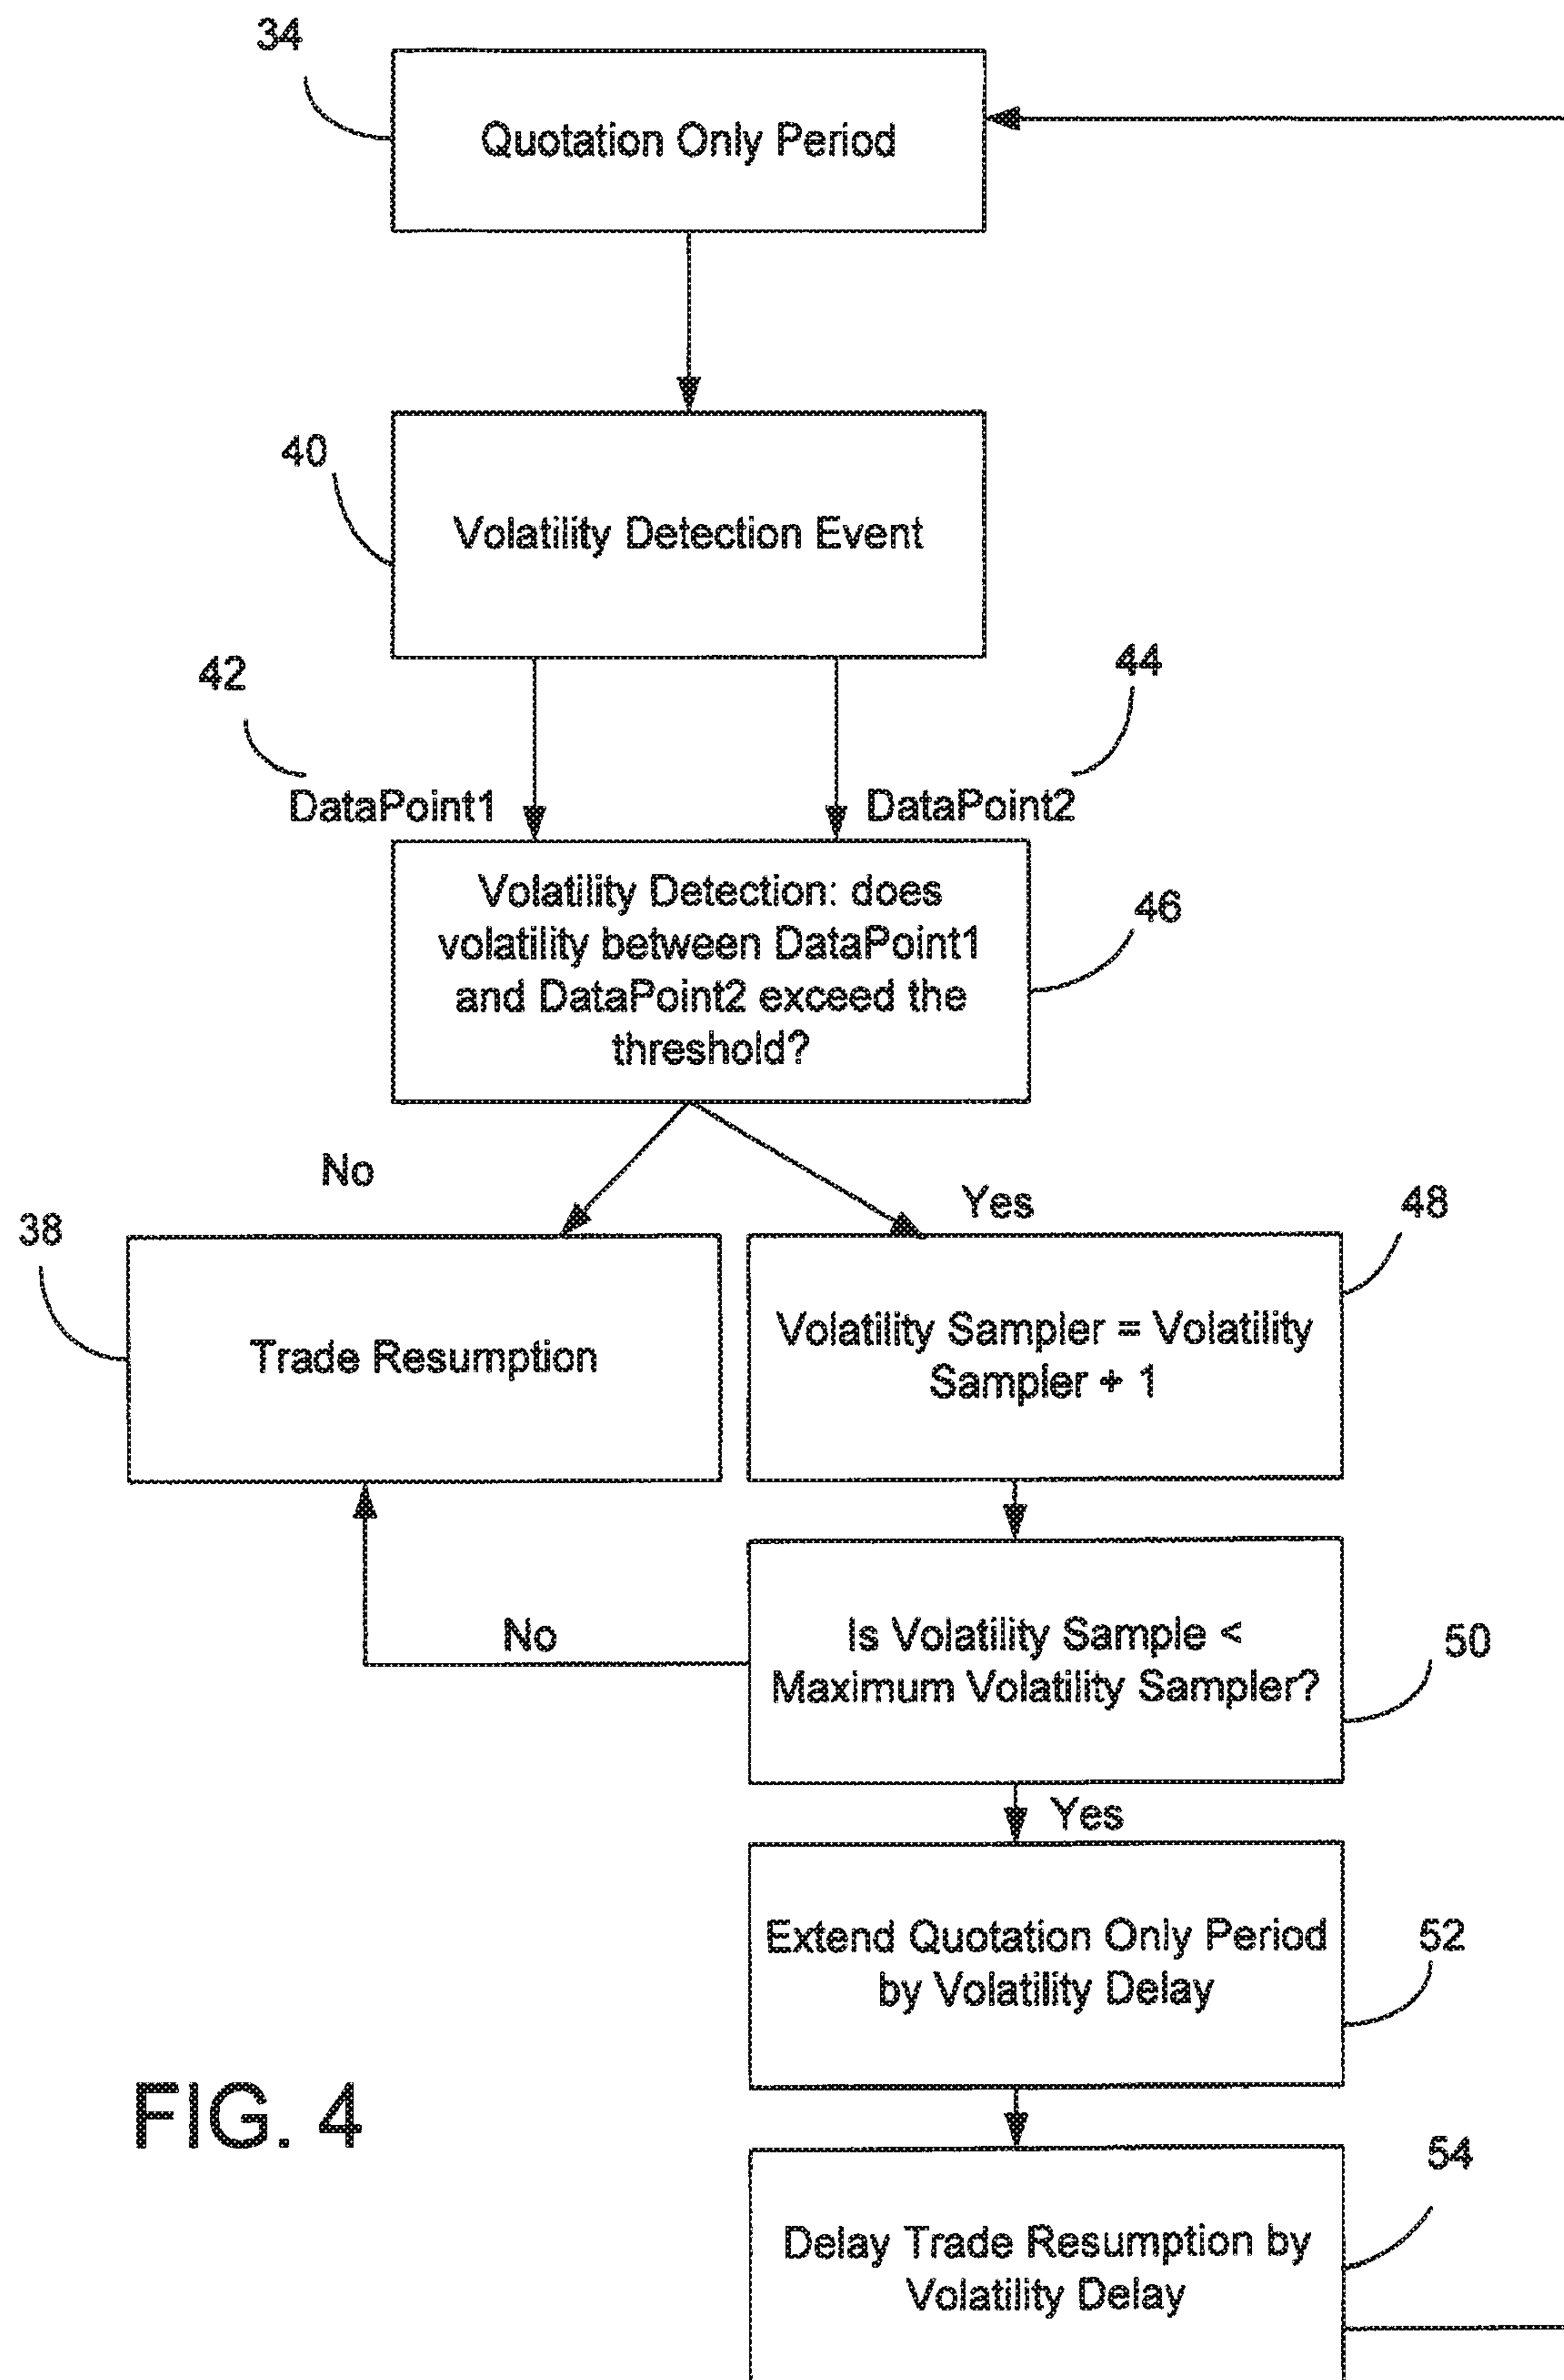 34
Quotation Only Period
40
Volatility Detection Event
42
44
DataPoint1
DataPoint2
Volatility Detection: does
volatility between DataPoint1
and DataPoint2 exceed the
threshold?
46
No
Yes
38
48
Trade Resumption
Volatility Sampler = Volatility
Sampler + 1
No
Is Volatility Sample <
Maximum Volatility Sampler?
50
Yes
Extend Quotation Only Period
by Volatility Delay
52
FIG. 4
54
Delay Trade Resumption by
Volatility Delay